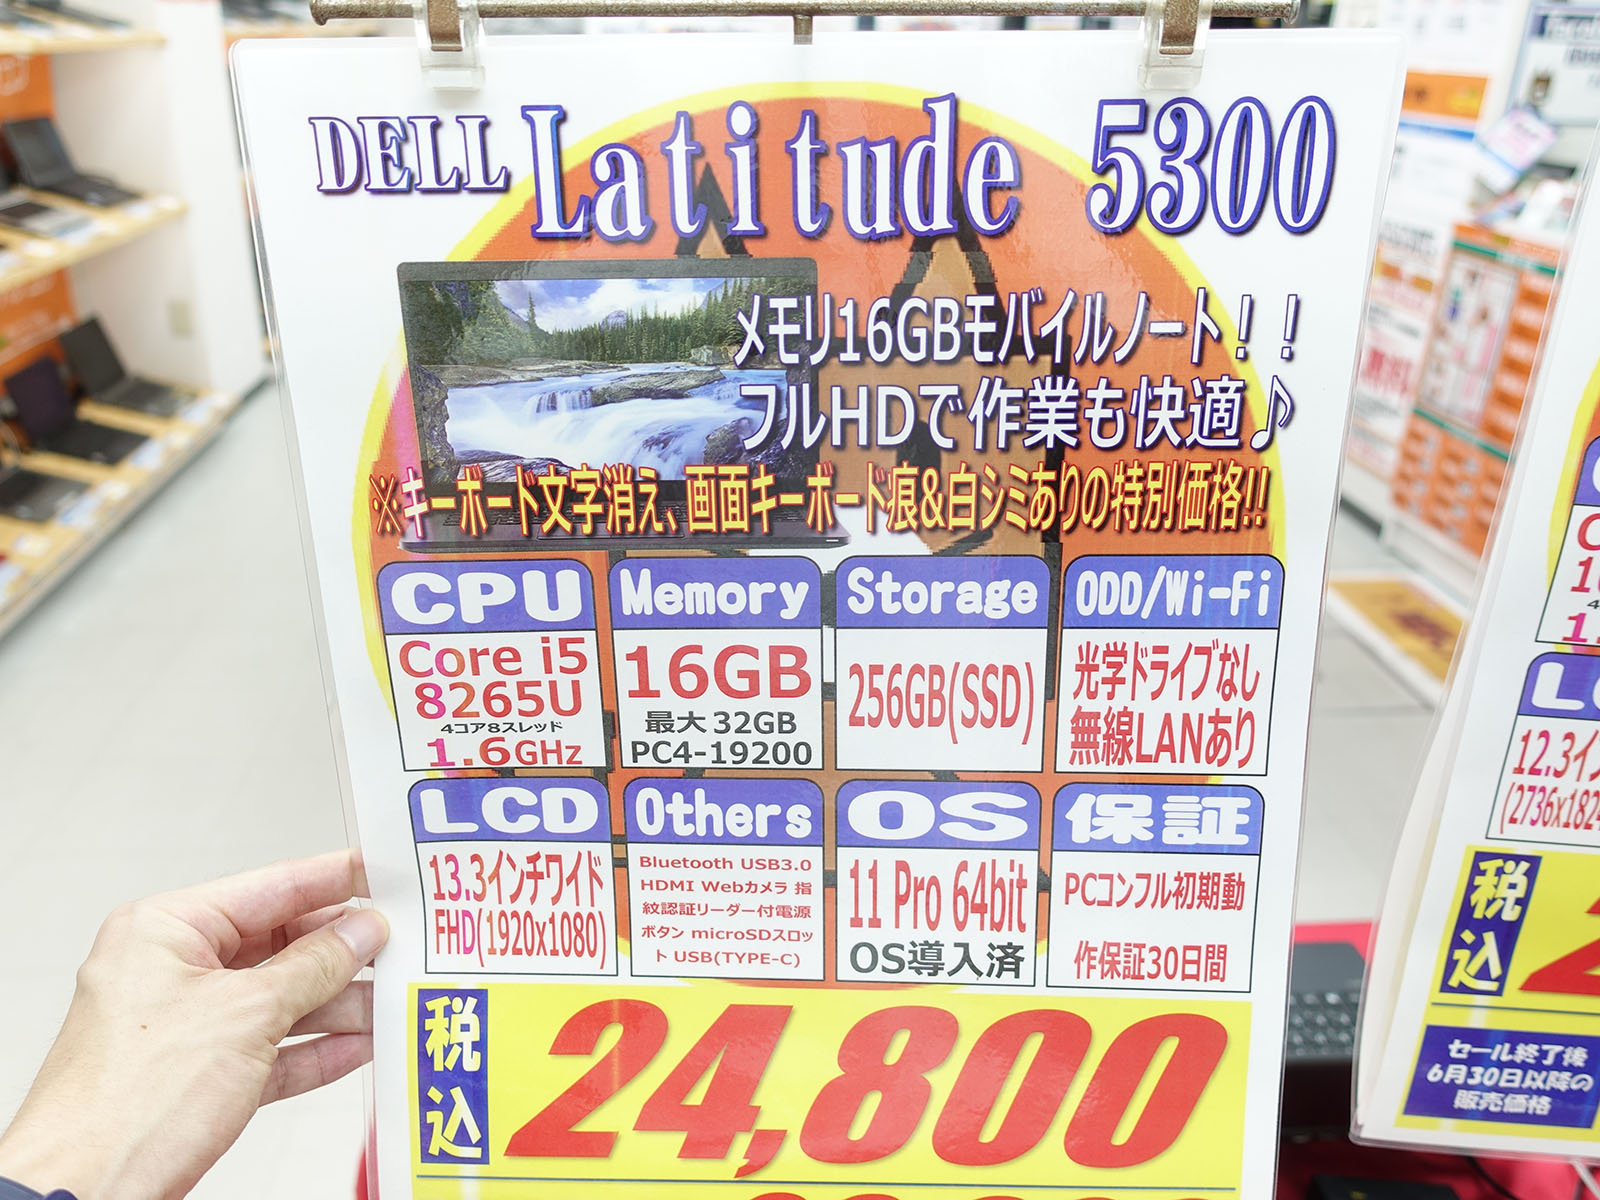 DELL Latitude 5300
メモリ16GBモバイルノート！！
フルHDで作業も快適♪
※キーボード文字消え、画面キーボード痕&白シミありの特別価格!!
CPU
Core i5
8265U
4コア8スレッド
1.6GHz
Memory
16GB
最大 32GB
PC4-19200
Storage
256GB(SSD)
ODD/Wi-Fi
光学ドライブなし
無線LANあり
LCD
13.3インチワイド
FHD(1920x1080)
Others
Bluetooth USB3.0
HDMI Webカメラ 指
紋認証リーダー付電源
ボタン microSDスロッ
ト USB(TYPE-C)
OS
11 Pro 64bit
OS導入済
保証
PCコンフル初期動
作保証30日間
税込
24,800
12.3イ
(2736x1824
税込
セール終了後
6月30日以降の
販売価格